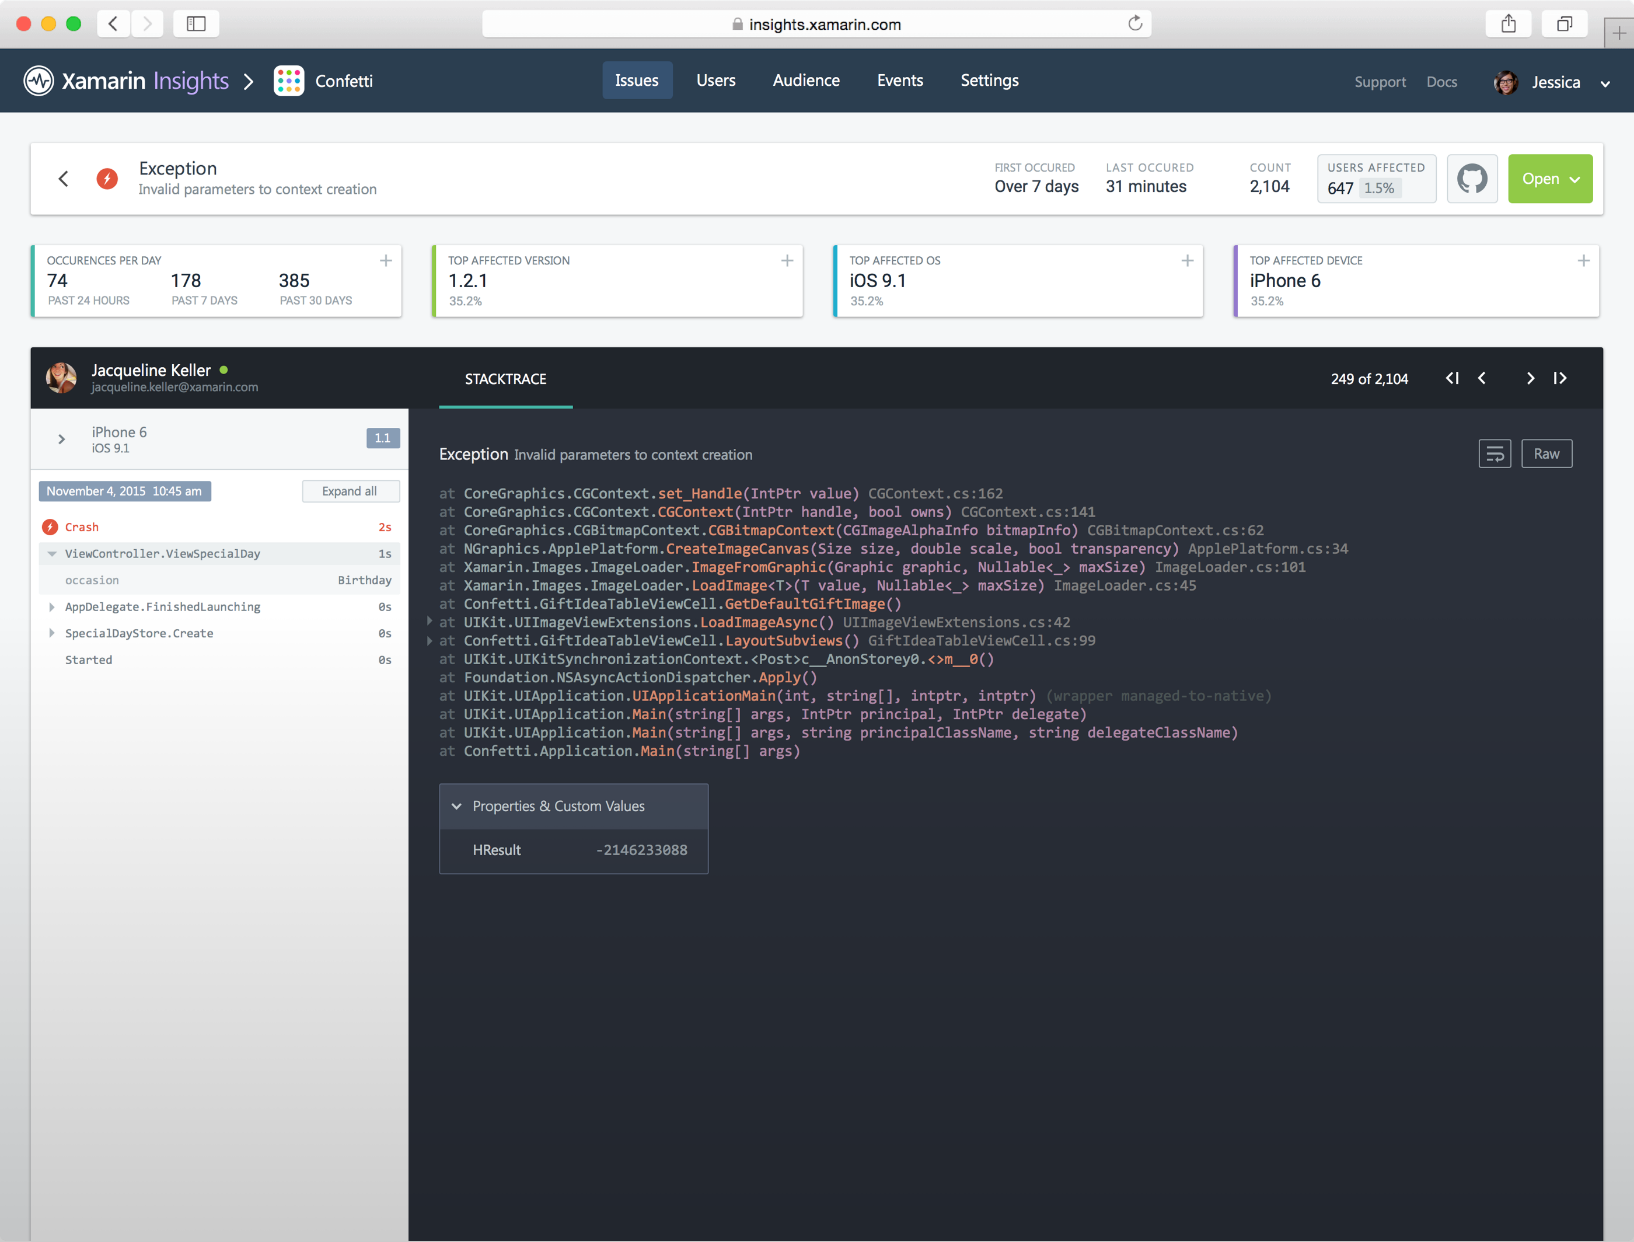 insights.xamarin.com
Xamarin Insights
Confetti
Issues
Users
Audience
Events
Settings
Support
Docs
Jessica
Exception
Invalid parameters to context creation
FIRST OCCURED
Over 7 days
LAST OCCURED
31 minutes
COUNT
2,104
USERS AFFECTED
647 1.5%
Open
OCCURENCES PER DAY
74 178 385
PAST 24 HOURS PAST 7 DAYS PAST 30 DAYS
TOP AFFECTED VERSION
1.2.1
35.2%
TOP AFFECTED OS
iOS 9.1
35.2%
TOP AFFECTED DEVICE
iPhone 6
35.2%
Jacqueline Keller
jacqueline.keller@xamarin.com
STACKTRACE
249 of 2,104
iPhone 6
iOS 9.1
1.1
November 4, 2015 10:45 am
Expand all
Crash 2s
ViewController.ViewSpecialDay 1s
occasion Birthday
AppDelegate.FinishedLaunching 0s
SpecialDayStore.Create 0s
Started 0s
Exception Invalid parameters to context creation
Raw
at CoreGraphics.CGContext.set_Handle(IntPtr value) CGContext.cs:162
at CoreGraphics.CGContext.CGContext(IntPtr handle, bool owns) CGContext.cs:141
at CoreGraphics.CGBitmapContext.CGBitmapContext(CGImageAlphaInfo bitmapInfo) CGBitmapContext.cs:62
at NGraphics.ApplePlatform.CreateImageCanvas(Size size, double scale, bool transparency) ApplePlatform.cs:34
at Xamarin.Images.ImageLoader.ImageFromGraphic(Graphic graphic, Nullable<_> maxSize) ImageLoader.cs:101
at Xamarin.Images.ImageLoader.LoadImage<T>(T value, Nullable<_> maxSize) ImageLoader.cs:45
at Confetti.GiftIdeaTableViewCell.GetDefaultGiftImage()
at UIKit.UIImageViewExtensions.LoadImageAsync() UIImageViewExtensions.cs:42
at Confetti.GiftIdeaTableViewCell.LayoutSubviews() GiftIdeaTableViewCell.cs:99
at UIKit.UIKitSynchronizationContext.<Post>c__AnonStorey0.<>m__0()
at Foundation.NSAsyncActionDispatcher.Apply()
at UIKit.UIApplication.UIApplicationMain(int, string[], intptr, intptr) (wrapper managed-to-native)
at UIKit.UIApplication.Main(string[] args, IntPtr principal, IntPtr delegate)
at UIKit.UIApplication.Main(string[] args, string principalClassName, string delegateClassName)
at Confetti.Application.Main(string[] args)
Properties & Custom Values
HResult -2146233088